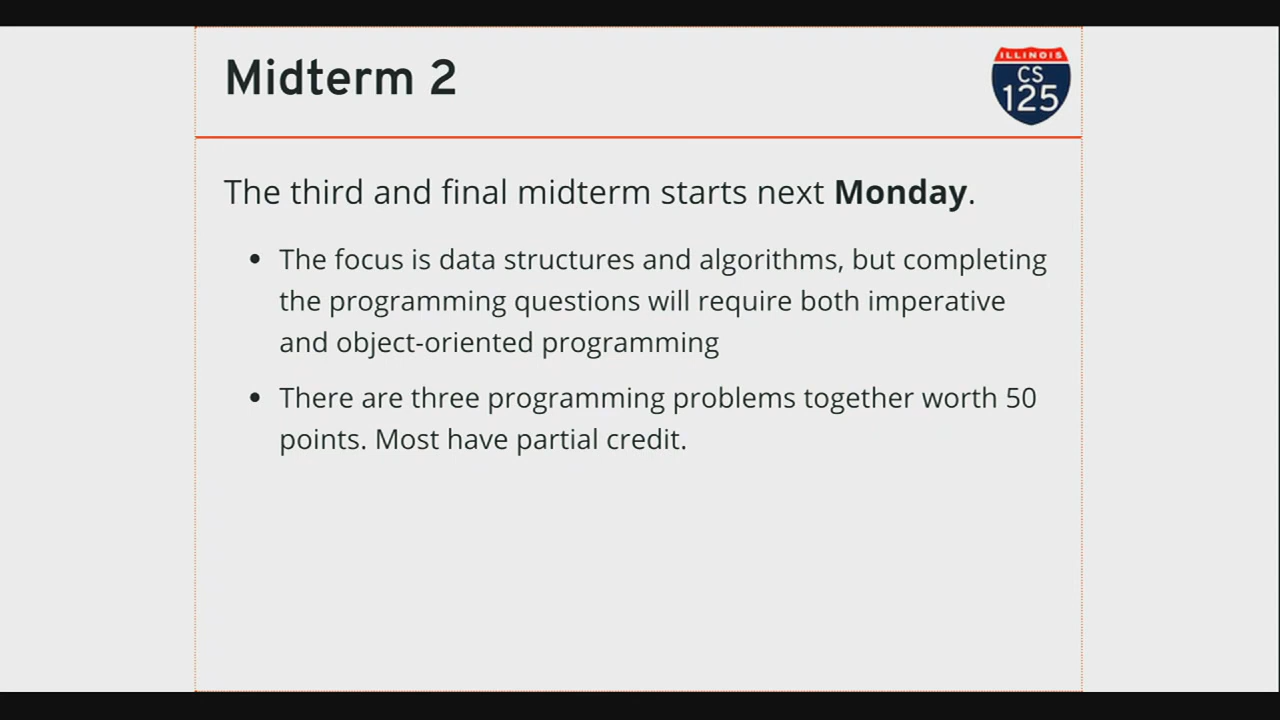 Midterm 2
ILLINOIS
CS
125
The third and final midterm starts next Monday.
• The focus is data structures and algorithms, but completing
the programming questions will require both imperative
and object-oriented programming
• There are three programming problems together worth 50
points. Most have partial credit.